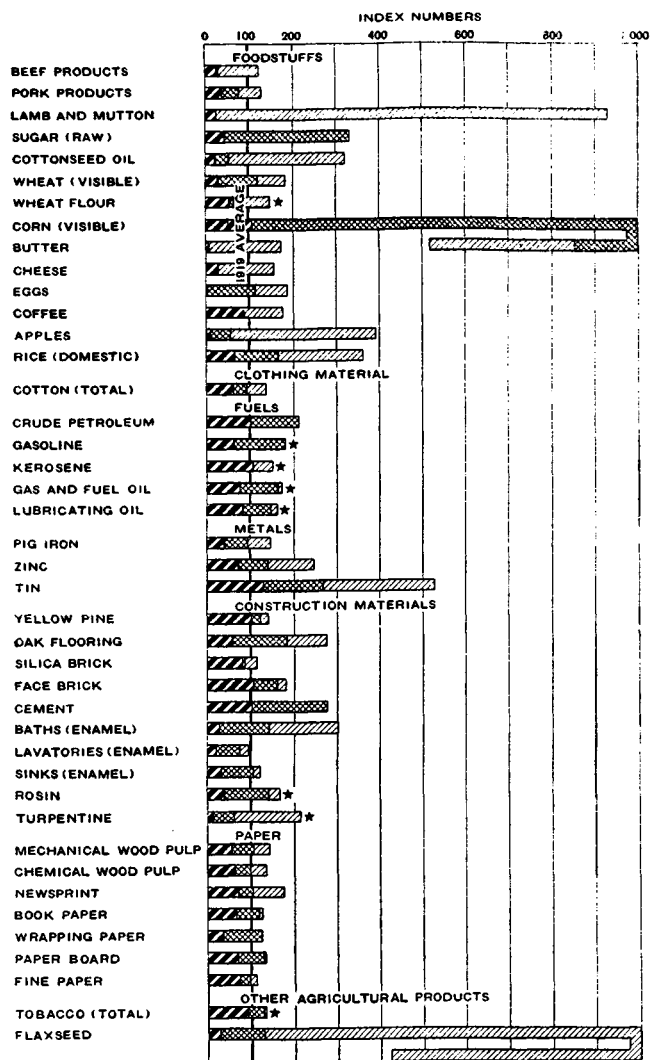 INDEX NUMBERS
0 200 400 600 800 1 000
FOODSTUFFS
BEEF PRODUCTS
PORK PRODUCTS
LAMB AND MUTTON
SUGAR (RAW)
COTTONSEED OIL
WHEAT (VISIBLE)
WHEAT FLOUR ★
CORN (VISIBLE)
1919 AVERAGE
BUTTER
CHEESE
EGGS
COFFEE
APPLES
RICE (DOMESTIC)
CLOTHING MATERIAL
COTTON (TOTAL)
FUELS
CRUDE PETROLEUM
GASOLINE ★
KEROSENE ★
GAS AND FUEL OIL ★
LUBRICATING OIL ★
METALS
PIG IRON
ZINC
TIN
CONSTRUCTION MATERIALS
YELLOW PINE
OAK FLOORING
SILICA BRICK
FACE BRICK
CEMENT
BATHS (ENAMEL)
LAVATORIES (ENAMEL)
SINKS (ENAMEL)
ROSIN ★
TURPENTINE ★
PAPER
MECHANICAL WOOD PULP
CHEMICAL WOOD PULP
NEWSPRINT
BOOK PAPER
WRAPPING PAPER
PAPER BOARD
FINE PAPER
OTHER AGRICULTURAL PRODUCTS
TOBACCO (TOTAL) ★
FLAXSEED